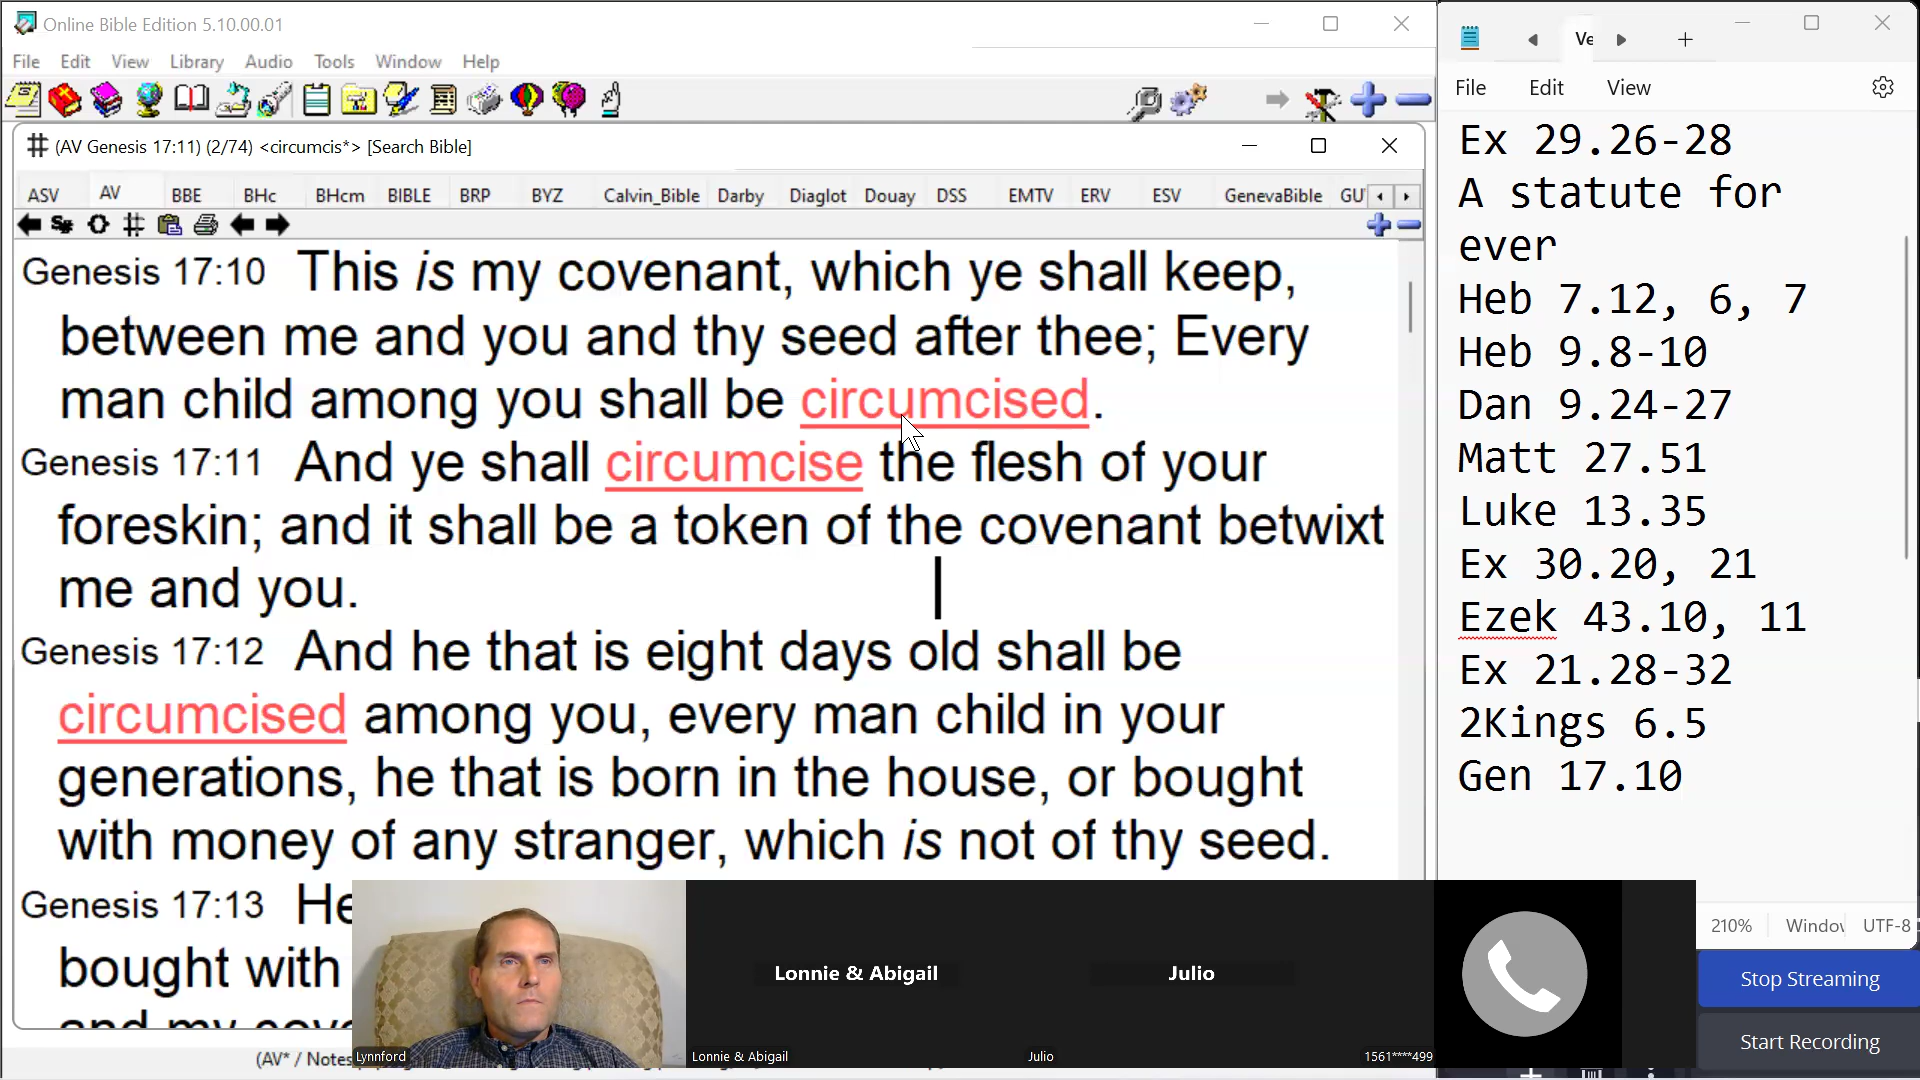 Online Bible Edition 5.10.00.01
File Edit View Library Audio Tools Window Help
(AV Genesis 17:11) (2/74) <circumcis*> [Search Bible]
ASV AV BBE BHc BHcm BIBLE BRP BYZ Calvin_Bible Darby Diaglot Douay DSS EMTV ERV ESV GenevaBible
Genesis 17:10 This is my covenant, which ye shall keep,
between me and you and thy seed after thee; Every
man child among you shall be circumcised.
Genesis 17:11 And ye shall circumcise the flesh of your
foreskin; and it shall be a token of the covenant betwixt
me and you.
Genesis 17:12 And he that is eight days old shall be
circumcised among you, every man child in your
generations, he that is born in the house, or bought
with money of any stranger, which is not of thy seed.
Genesis 17:13 He
bought with
and my
(AV* / Notes
Lynnford
Lonnie & Abigail
Lonnie & Abigail
Julio
Julio
1561****499
File Edit View
Ex 29.26-28
A statute for
ever
Heb 7.12, 6, 7
Heb 9.8-10
Dan 9.24-27
Matt 27.51
Luke 13.35
Ex 30.20, 21
Ezek 43.10, 11
Ex 21.28-32
2Kings 6.5
Gen 17.10
210% UTF-8
Stop Streaming
Start Recording